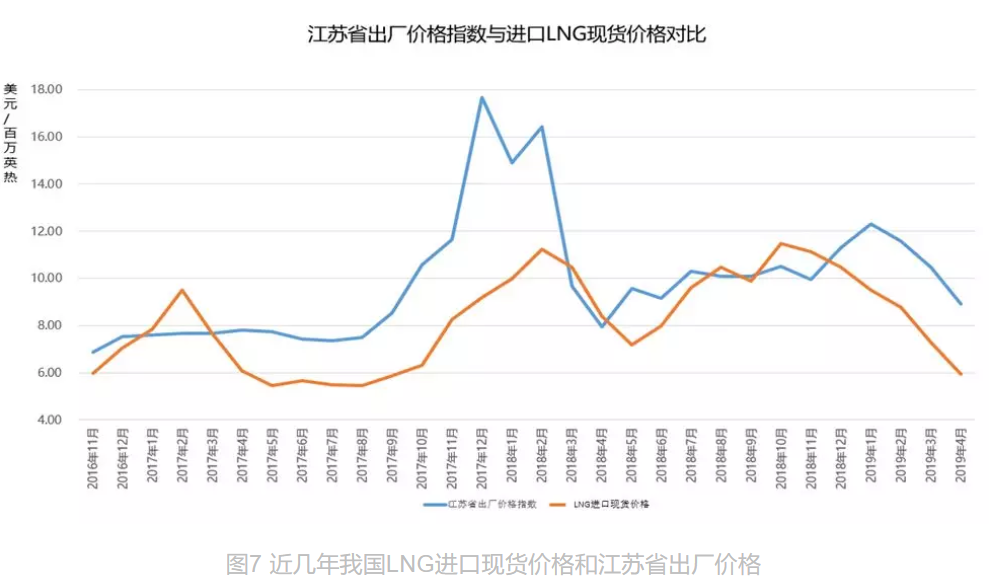 江苏省出厂价格指数与进口LNG现货价格对比
美元/百万英热
18.00
16.00
14.00
12.00
10.00
8.00
6.00
4.00
2016年11月
2016年12月
2017年1月
2017年2月
2017年3月
2017年4月
2017年5月
2017年6月
2017年7月
2017年8月
2017年9月
2017年10月
2017年11月
2017年12月
2018年1月
2018年2月
2018年3月
2018年4月
2018年5月
2018年6月
2018年7月
2018年8月
2018年9月
2018年10月
2018年11月
2018年12月
2019年1月
2019年2月
2019年3月
2019年4月
江苏省出厂价格指数
LNG进口现货价格
图7 近几年我国LNG进口现货价格和江苏省出厂价格